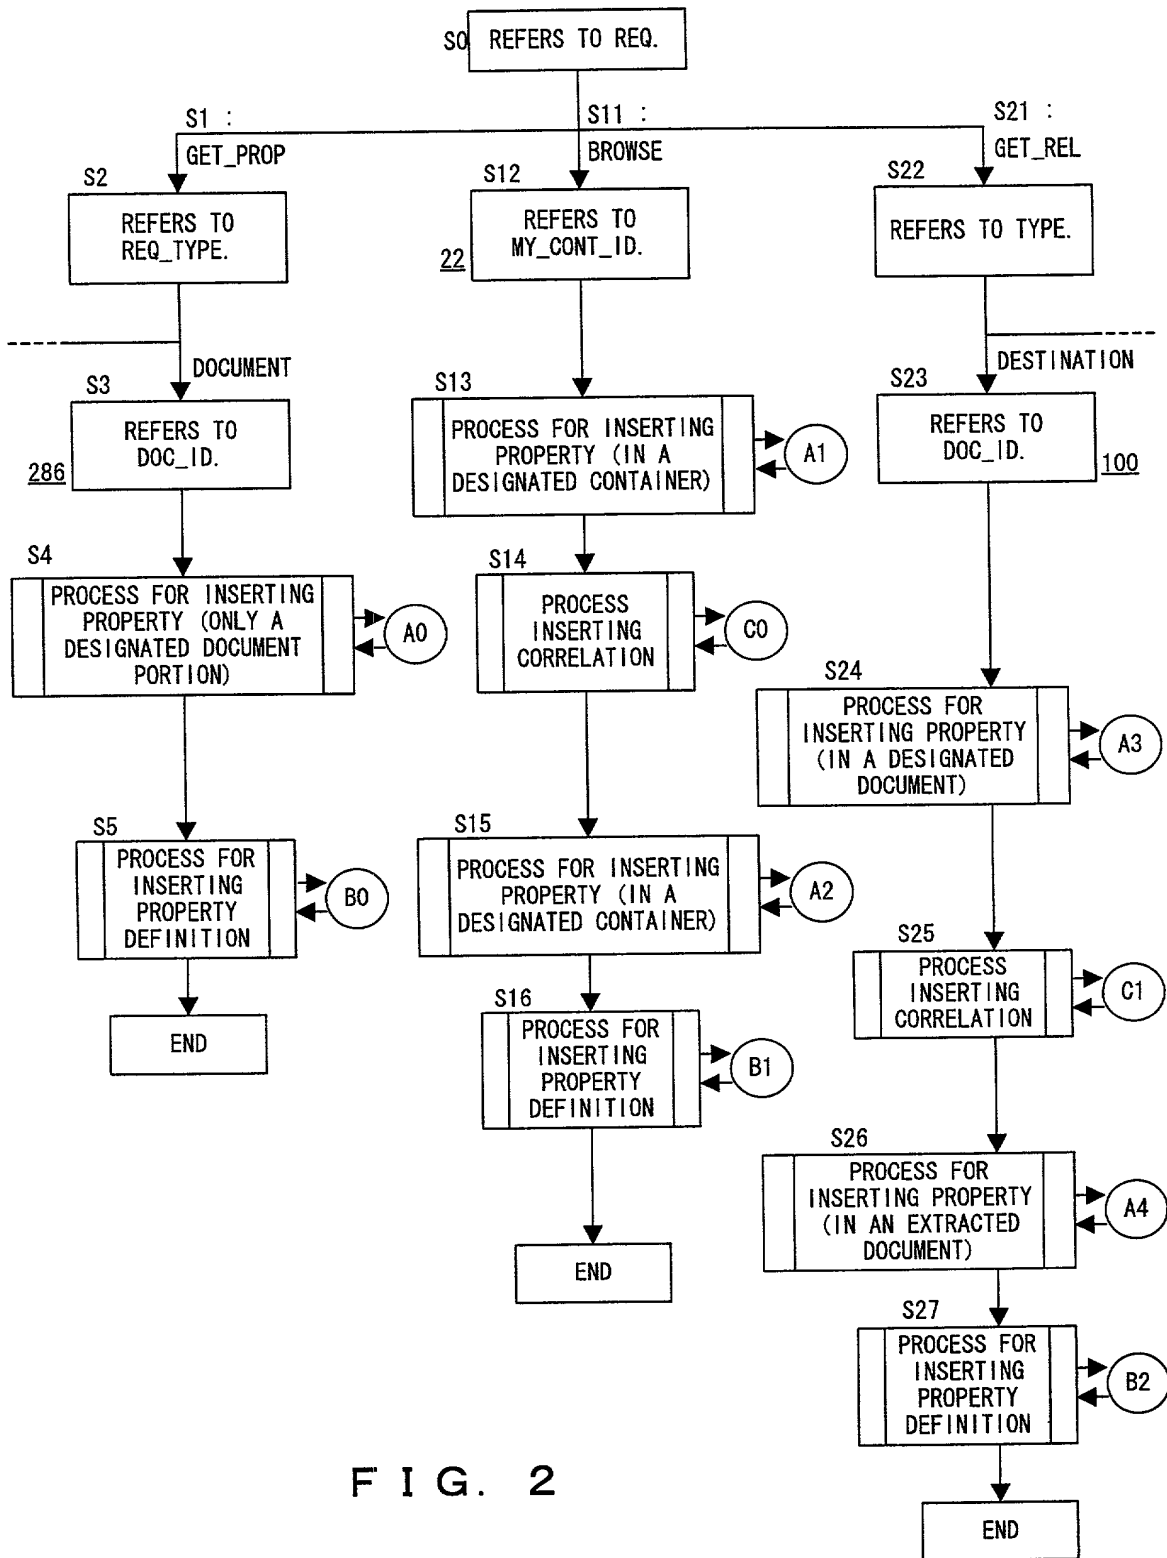 S0
REFERS TO REQ.
S1 :
GET_PROP
S11 :
BROWSE
S21 :
GET_REL
S2
REFERS TO
REQ_TYPE.
S12
REFERS TO
MY_CONT_ID.
22
S22
REFERS TO TYPE.
DOCUMENT
DESTINATION
S3
REFERS TO
DOC_ID.
286
S13
PROCESS FOR INSERTING
PROPERTY (IN A
DESIGNATED CONTAINER)
A1
S23
REFERS TO
DOC_ID.
100
S4
PROCESS FOR INSERTING
PROPERTY (ONLY A
DESIGNATED DOCUMENT
PORTION)
A0
S14
PROCESS
INSERTING
CORRELATION
C0
S24
PROCESS FOR
INSERTING PROPERTY
(IN A DESIGNATED
DOCUMENT)
A3
S5
PROCESS FOR
INSERTING
PROPERTY
DEFINITION
B0
S15
PROCESS FOR INSERTING
PROPERTY (IN A
DESIGNATED CONTAINER)
A2
S25
PROCESS
INSERTING
CORRELATION
C1
END
S16
PROCESS FOR
INSERTING
PROPERTY
DEFINITION
B1
S26
PROCESS FOR
INSERTING PROPERTY
(IN AN EXTRACTED
DOCUMENT)
A4
END
S27
PROCESS FOR
INSERTING
PROPERTY
DEFINITION
B2
END
FIG. 2